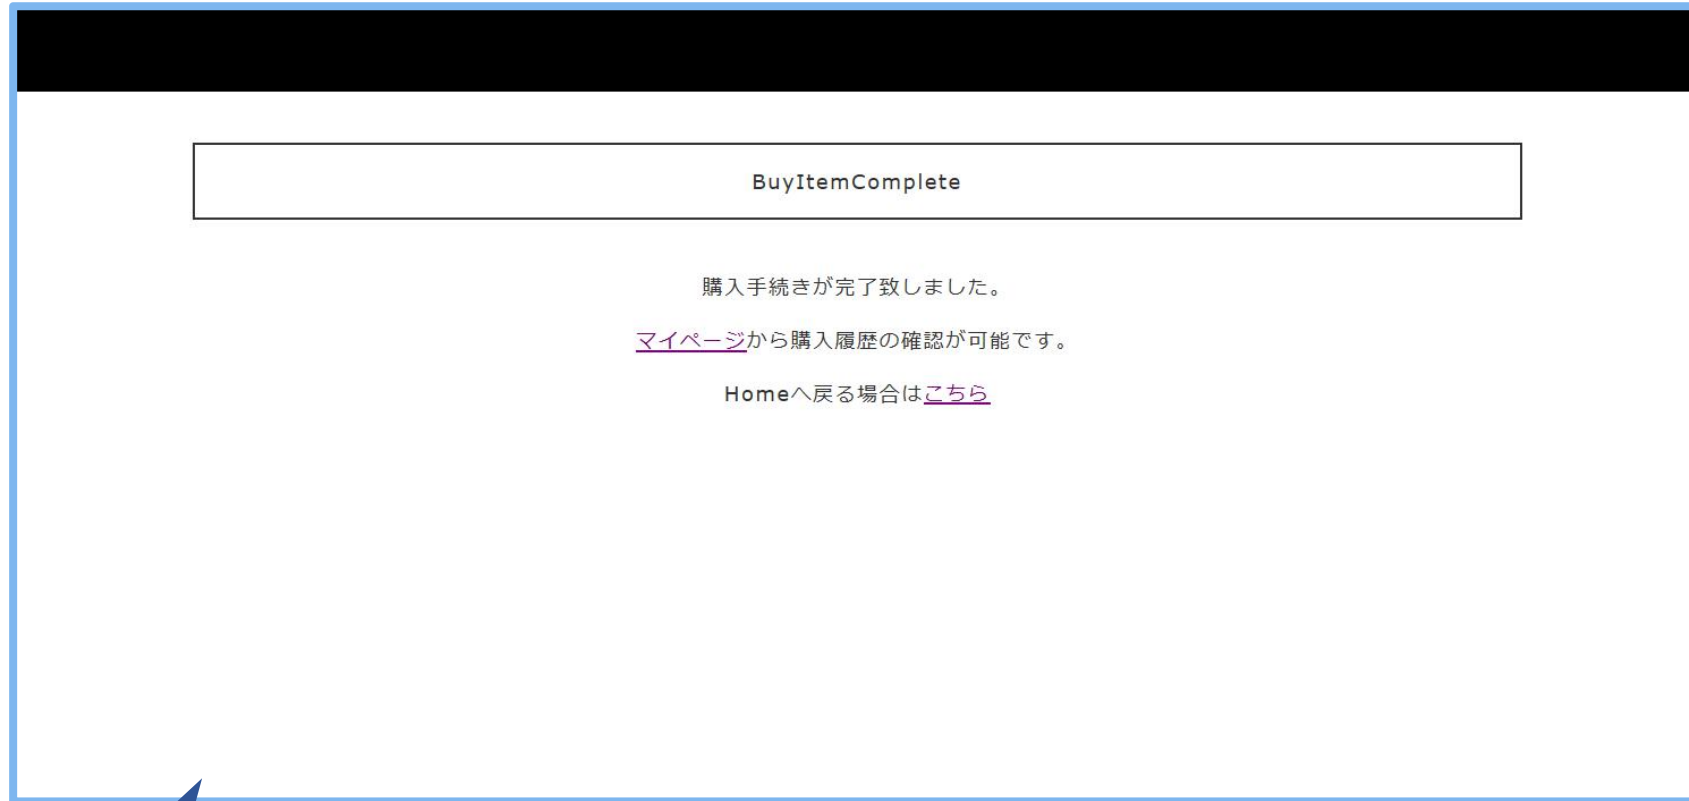 BuyItemComplete
購入手続きが完了致しました。
マイページから購入履歴の確認が可能です。
Homeへ戻る場合はこちら